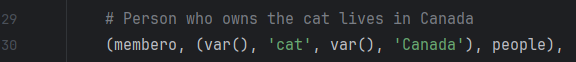 29 # Person who owns the cat lives in Canada
30 (membero, (var(), 'cat', var(), 'Canada'), people),